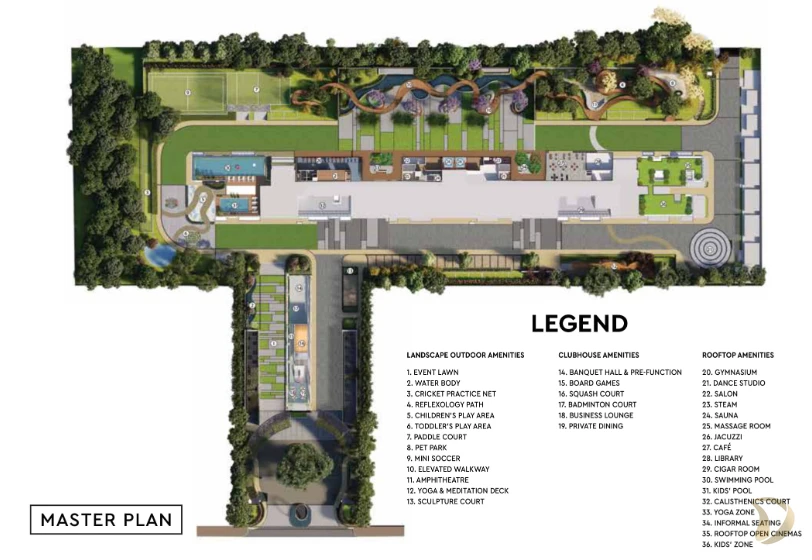 LEGEND
LANDSCAPE OUTDOOR AMENITIES
1. EVENT LAWN
2. WATER BODY
3. CRICKET PRACTICE NET
4. REFLEXOLOGY PATH
5. CHILDREN'S PLAY AREA
6. TODDLER'S PLAY AREA
7. PADDLE COURT
8. PET PARK
9. MINI SOCCER
10. ELEVATED WALKWAY
11. AMPHITHEATRE
12. YOGA & MEDITATION DECK
13. SCULPTURE COURT
CLUBHOUSE AMENITIES
14. BANQUET HALL & PRE-FUNCTION
15. BOARD GAMES
16. SQUASH COURT
17. BADMINTON COURT
18. BUSINESS LOUNGE
19. PRIVATE DINING
ROOFTOP AMENITIES
20. GYMNASIUM
21. DANCE STUDIO
22. SALON
23. STEAM
24. SAUNA
25. MASSAGE ROOM
26. JACUZZI
27. CAFÉ
28. LIBRARY
29. CIGAR ROOM
30. SWIMMING POOL
31. KIDS' POOL
32. CALISTHENICS COURT
33. YOGA ZONE
34. INFORMAL SEATING
35. ROOFTOP OPEN CINEMAS
36. KIDS' ZONE
MASTER PLAN